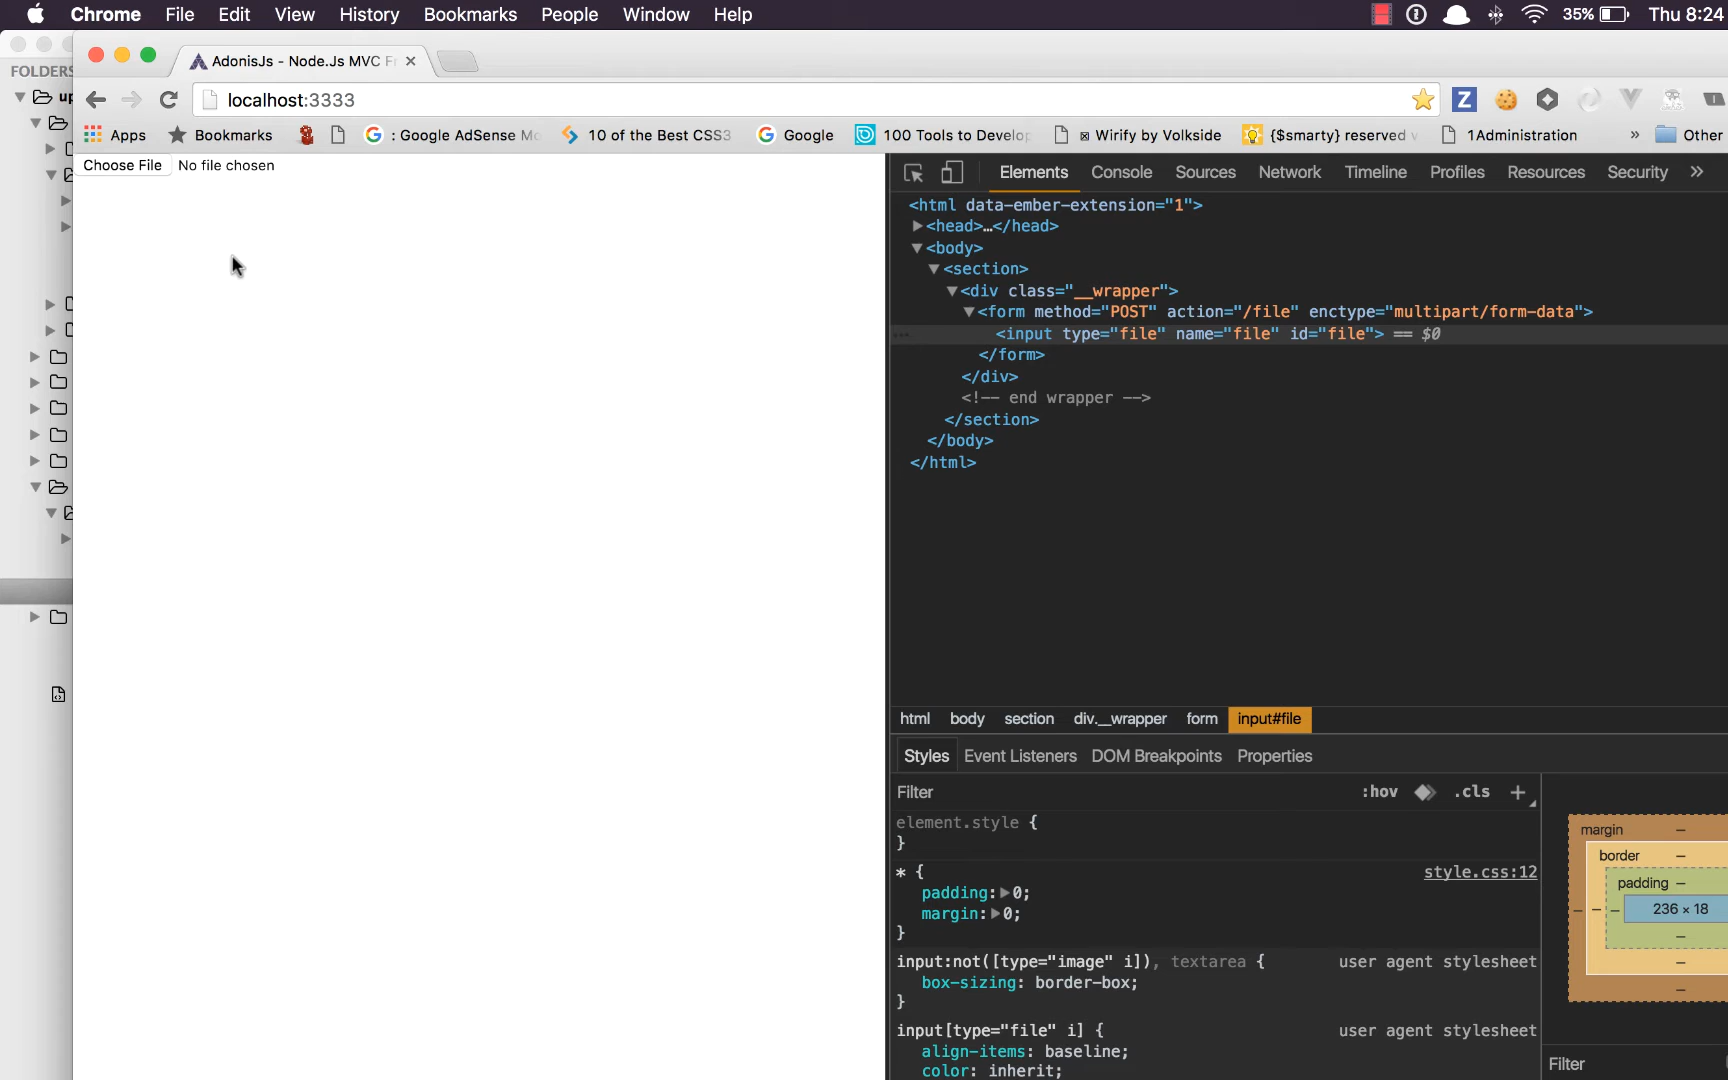 Chrome File Edit View History Bookmarks People Window Help 35% Thu 8:24
FOLDERS
AdonisJs - Node.Js MVC Fr
up
localhost:3333
Apps Bookmarks : Google AdSense Mo 10 of the Best CSS3 Google 100 Tools to Develop ⊠ Wirify by Volkside {$smarty} reserved v 1Administration » Other
Choose File No file chosen
Elements Console Sources Network Timeline Profiles Resources Security »
<html data-ember-extension="1">
<head>…</head>
<body>
<section>
<div class="__wrapper">
<form method="POST" action="/file" enctype="multipart/form-data">
<input type="file" name="file" id="file"> == $0
</form>
</div>
<!-- end wrapper -->
</section>
</body>
</html>
html body section div.__wrapper form input#file
Styles Event Listeners DOM Breakpoints Properties
Filter :hov .cls +
element.style {
}
* { style.css:12
padding: 0;
margin: 0;
}
input:not([type="image" i]), textarea { user agent stylesheet
box-sizing: border-box;
}
input[type="file" i] { user agent stylesheet
align-items: baseline;
color: inherit;
margin –
border –
padding –
– – – 236 × 18
–
–
–
Filter